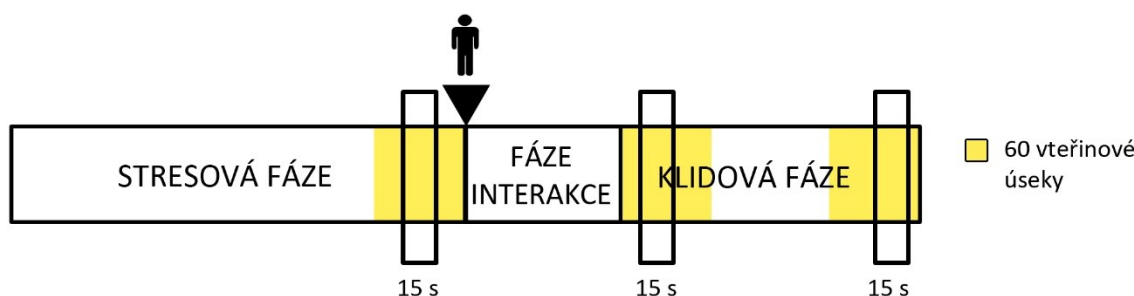 STRESOVÁ FÁZE
FÁZE
INTERAKCE
KLIDOVÁ FÁZE
60 vteřinové
úseky
15 s
15 s
15 s